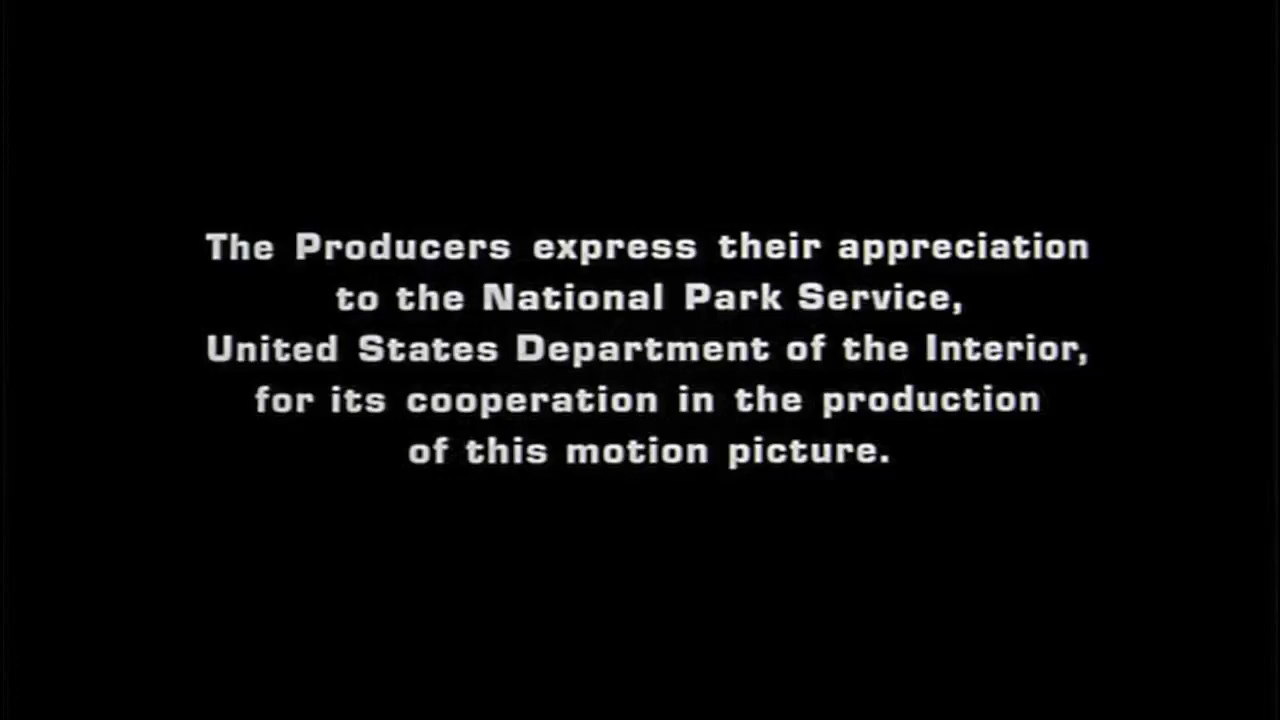 The Producers express their appreciation
to the National Park Service,
United States Department of the Interior,
for its cooperation in the production
of this motion picture.